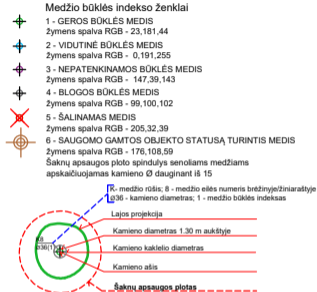 Medžio būklės indekso ženklai
1 - GEROS BŪKLĖS MEDIS
žymens spalva RGB - 23,181,44
2 - VIDUTINĖ BŪKLĖS MEDIS
žymens spalva RGB - 0,191,255
3 - NEPATENKINAMOS BŪKLĖS MEDIS
žymens spalva RGB - 147,39,143
4 - BLOGOS BŪKLĖS MEDIS
žymens spalva RGB - 99,100,102
5 - ŠALINAMAS MEDIS
žymens spalva RGB - 205,32,39
6 - SAUGOMO GAMTOS OBJEKTO STATUSĄ TURINTIS MEDIS
žymens spalva RGB - 176,108,59
Šaknų apsaugos ploto spindulys senoliams medžiams
apskaičiuojamas kamieno Ø dauginant iš 15
K- medžio rūšis; 8 - medžio eilės numeris brėžinyje/žiniaraštyje
Ø36 - kamieno diametras; 1 - medžio būklės indeksas
Lajos projekcija
Kamieno diametras 1.30 m aukštyje
K8
Ø36(1)
Kamieno kaklelio diametras
Kamieno ašis
Šaknų apsaugos plotas